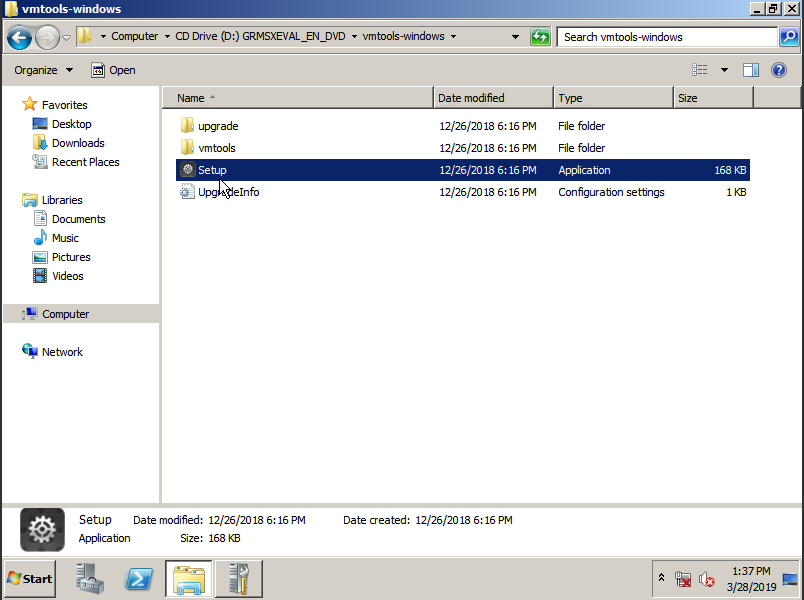 vmtools-windows
Computer CD Drive (D:) GRMSXEVAL_EN_DVD vmtools-windows Search vmtools-windows
Organize Open
Name Date modified Type Size
Favorites
Desktop
Downloads
Recent Places
Libraries
Documents
Music
Pictures
Videos
Computer
Network
upgrade 12/26/2018 6:16 PM File folder
vmtools 12/26/2018 6:16 PM File folder
Setup 12/26/2018 6:16 PM Application 168 KB
UpgradeInfo 12/26/2018 6:16 PM Configuration settings 1 KB
Setup Date modified: 12/26/2018 6:16 PM Date created: 12/26/2018 6:16 PM
Application Size: 168 KB
Start
1:37 PM
3/28/2019